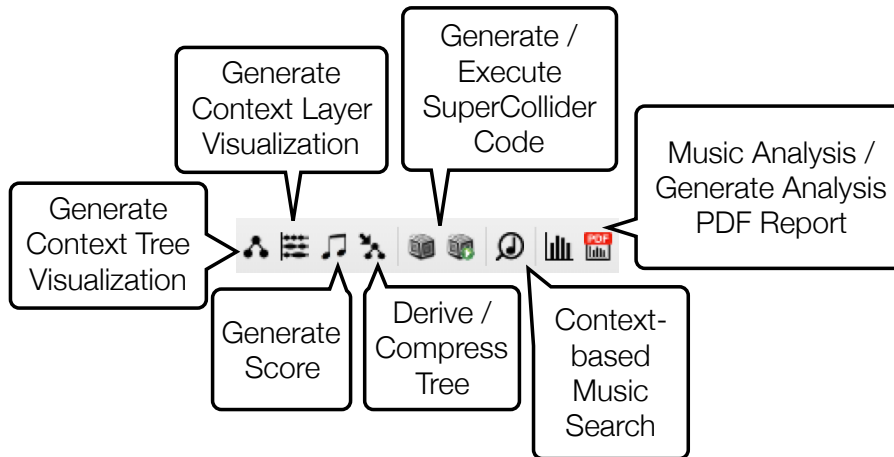 Generate /
Execute
SuperCollider
Code
Generate
Context Layer
Visualization
Music Analysis /
Generate Analysis
PDF Report
Generate
Context Tree
Visualization
PDF
Generate
Score
Derive /
Compress
Tree
Context-
based
Music
Search